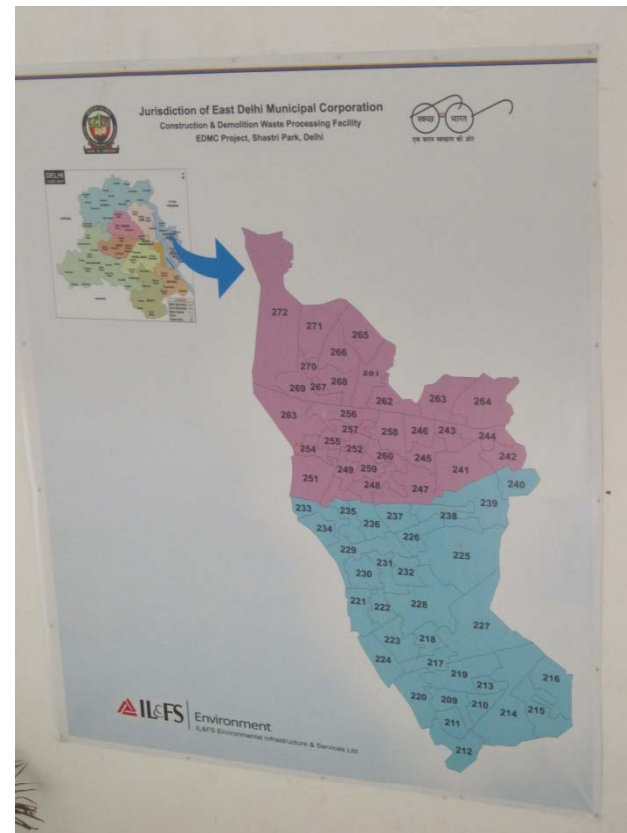 Jurisdiction of East Delhi Municipal Corporation
Construction & Demolition Waste Processing Facility
EDMC Project, Shastri Park, Delhi
स्वच्छ भारत
एक कदम स्वच्छता की ओर
DELHI
272
271
265
266
270
261
269 267 268
262 263 264
263
256
257 258 246 243
255 244
254 252 260 245 242
249 259 241
251 248 247 240
239
233 235 237 238
234 236
226
229 225
231
230 232
221 222 228
227
223 218
224 217
219 216
213
220 209 210 214 215
211
212
IL&FS Environment
IL&FS Environmental Infrastructure & Services Ltd.